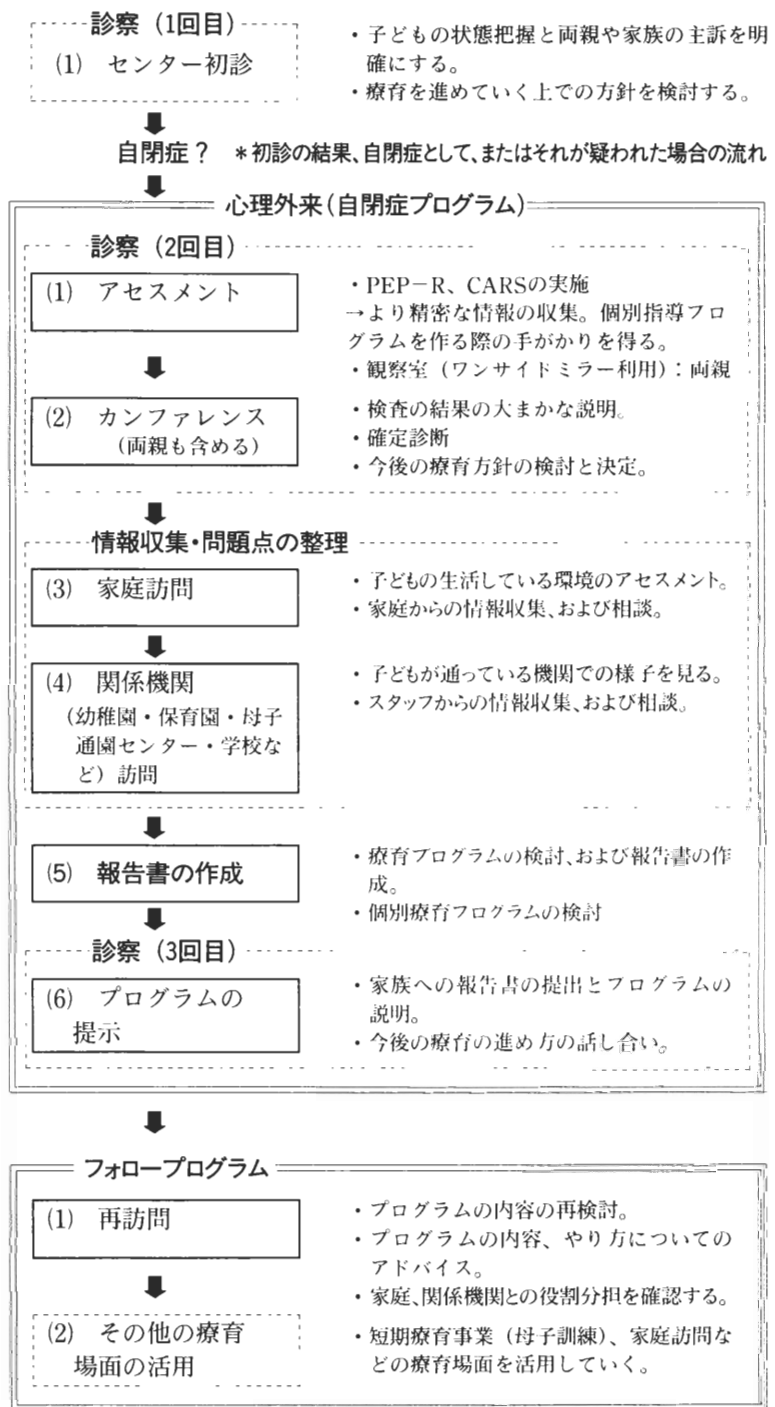 診察（1回目）
(1) センター初診
・子どもの状態把握と両親や家族の主訴を明
確にする。
・療育を進めていく上での方針を検討する。
自閉症？ ＊初診の結果、自閉症として、またはそれが疑われた場合の流れ
心理外来（自閉症プログラム）
診察（2回目）
(1) アセスメント
・PEP－R、CARSの実施
→より精密な情報の収集。個別指導プロ
グラムを作る際の手がかりを得る。
・観察室（ワンサイドミラー利用）：両親
(2) カンファレンス
（両親も含める）
・検査の結果の大まかな説明。
・確定診断
・今後の療育方針の検討と決定。
情報収集・問題点の整理
(3) 家庭訪問
・子どもの生活している環境のアセスメント。
・家庭からの情報収集、および相談。
(4) 関係機関
（幼稚園・保育園・母子
通園センター・学校な
ど）訪問
・子どもが通っている機関での様子を見る。
・スタッフからの情報収集、および相談。
(5) 報告書の作成
・療育プログラムの検討、および報告書の作
成。
・個別療育フログラムの検討
診察（3回目）
(6) プログラムの
提示
・家族への報告書の提出とプログラムの
説明。
・今後の療育の進め方の話し合い。
フォロープログラム
(1) 再訪問
・プログラムの内容の再検討。
・プログラムの内容、やり方についての
アドバイス。
・家庭、関係機関との役割分担を確認する。
(2) その他の療育
場面の活用
・短期療育事業（母子訓練）、家庭訪問な
どの療育場面を活用していく。